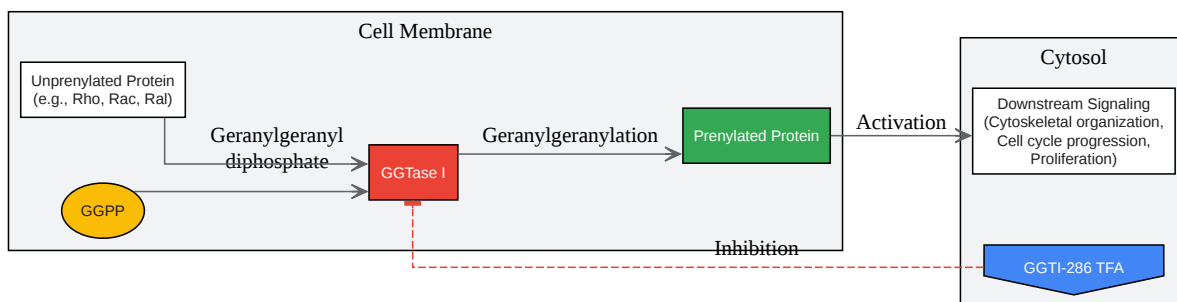 Cell Membrane
Unprenylated Protein
(e.g., Rho, Rac, Ral)
Geranylgeranyl
diphosphate
GGPP
GGTase I
Geranylgeranylation
Prenylated Protein
Activation
Cytosol
Downstream Signaling
(Cytoskeletal organization,
Cell cycle progression,
Proliferation)
Inhibition
GGTI-286 TFA